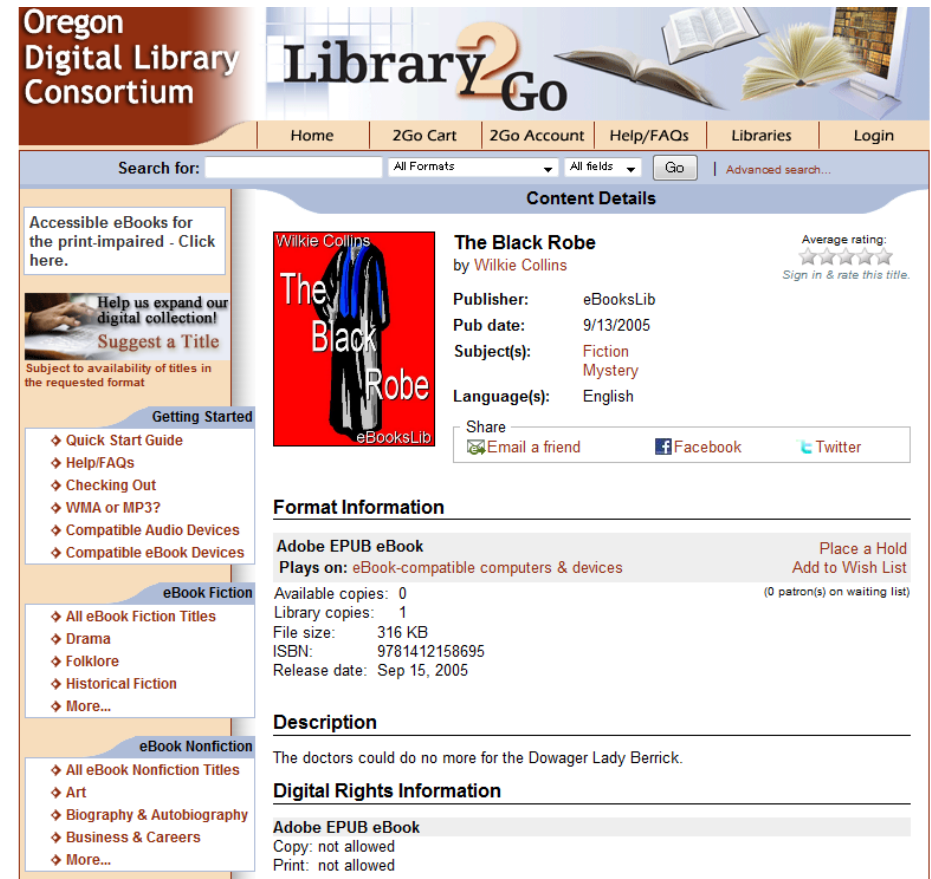 Oregon
Digital Library
Consortium
Library2Go
Home 2Go Cart 2Go Account Help/FAQs Libraries Login
Search for: All Formats All fields Go | Advanced search...
Content Details
Accessible eBooks for
the print-impaired - Click
here.
Help us expand our
digital collection!
Suggest a Title
Subject to availability of titles in
the requested format
Getting Started
Quick Start Guide
Help/FAQs
Checking Out
WMA or MP3?
Compatible Audio Devices
Compatible eBook Devices
eBook Fiction
All eBook Fiction Titles
Drama
Folklore
Historical Fiction
More...
eBook Nonfiction
All eBook Nonfiction Titles
Art
Biography & Autobiography
Business & Careers
More...
Wilkie Collins
The
Black
Robe
eBooksLib
The Black Robe
by Wilkie Collins
Publisher: eBooksLib
Pub date: 9/13/2005
Subject(s): Fiction
Mystery
Language(s): English
Average rating:
Sign in & rate this title.
Share
Email a friend Facebook Twitter
Format Information
Adobe EPUB eBook Place a Hold
Plays on: eBook-compatible computers & devices Add to Wish List
Available copies: 0 (0 patron(s) on waiting list)
Library copies: 1
File size: 316 KB
ISBN: 9781412158695
Release date: Sep 15, 2005
Description
The doctors could do no more for the Dowager Lady Berrick.
Digital Rights Information
Adobe EPUB eBook
Copy: not allowed
Print: not allowed